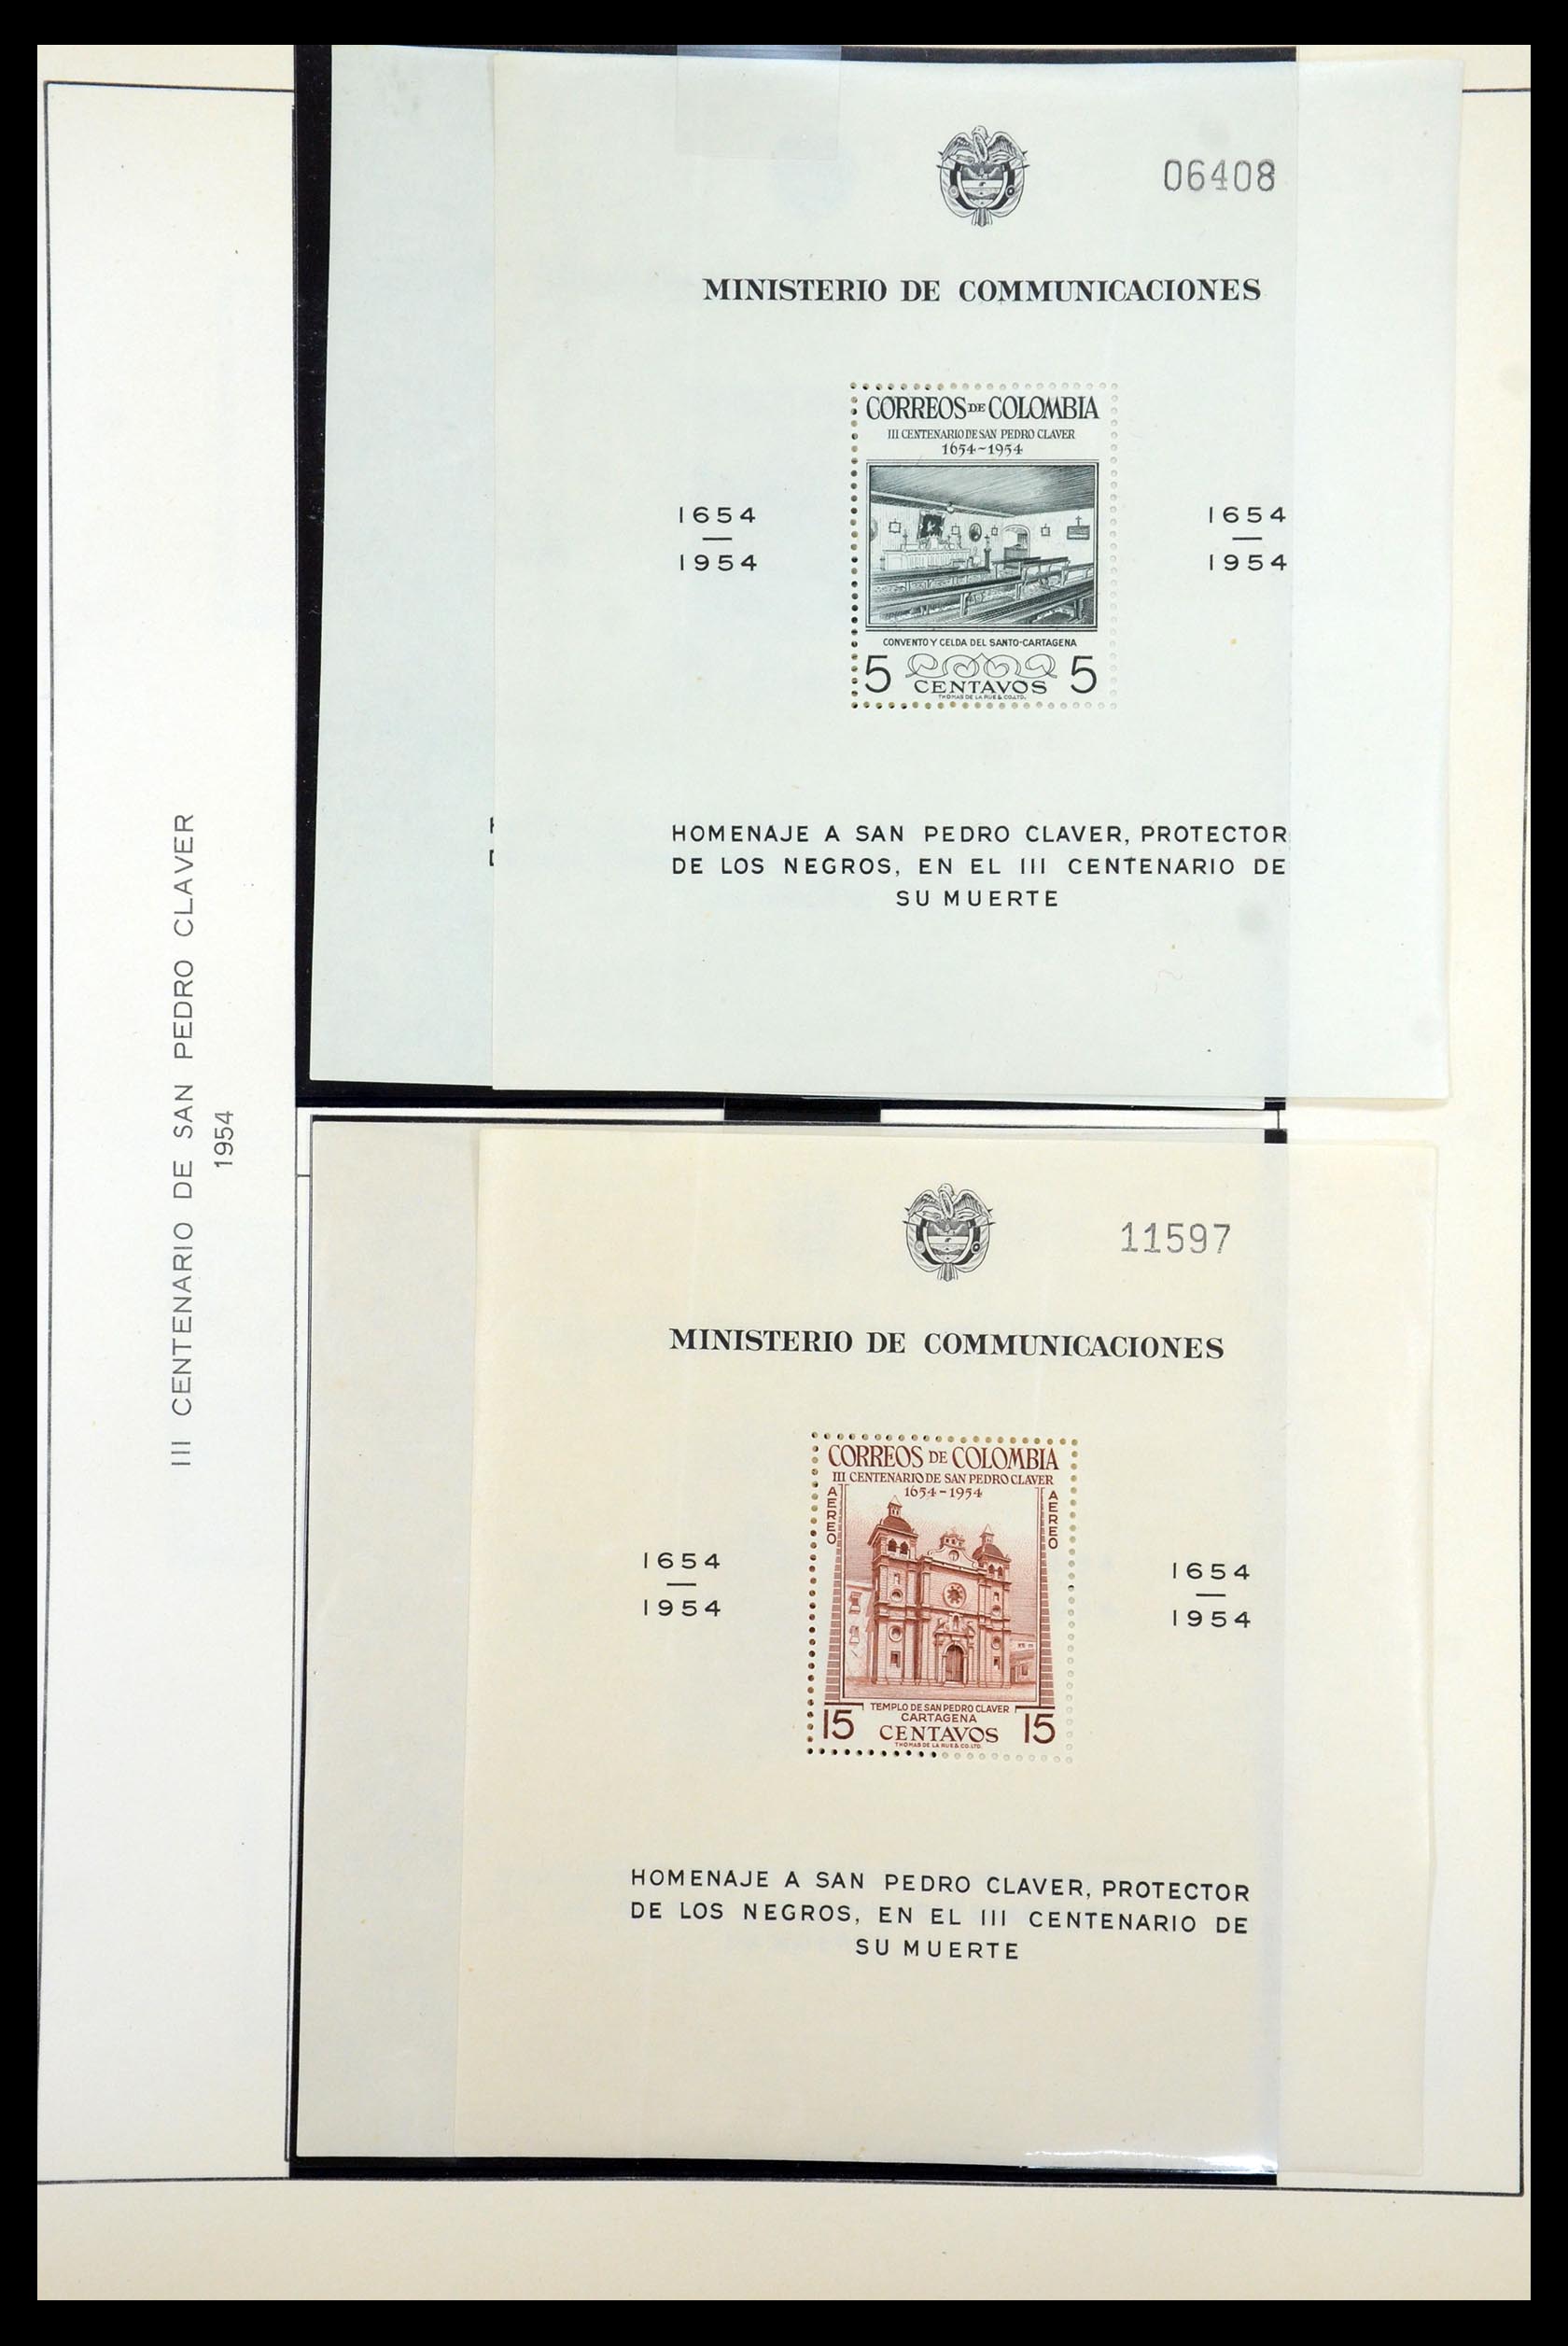 III CENTENARIO DE SAN PEDRO CLAVER
1954
06408
MINISTERIO DE COMMUNICACIONES
CORREOS DE COLOMBIA
III CENTENARIO DE SAN PEDRO CLAVER
1654-1954
1654
1954
1654
1954
CONVENTO Y CELDA DEL SANTO-CARTAGENA
5 CENTAVOS 5
THOMAS DE LA RUE & CO. LTD.
HOMENAJE A SAN PEDRO CLAVER, PROTECTOR
DE LOS NEGROS, EN EL III CENTENARIO DE
SU MUERTE
11597
MINISTERIO DE COMMUNICACIONES
CORREOS DE COLOMBIA
III CENTENARIO DE SAN PEDRO CLAVER
1654-1954
AEREO
AEREO
1654
1954
1654
1954
TEMPLO DE SAN PEDRO CLAVER
CARTAGENA
15 CENTAVOS 15
THOMAS DE LA RUE & CO. LTD.
HOMENAJE A SAN PEDRO CLAVER, PROTECTOR
DE LOS NEGROS, EN EL III CENTENARIO DE
SU MUERTE